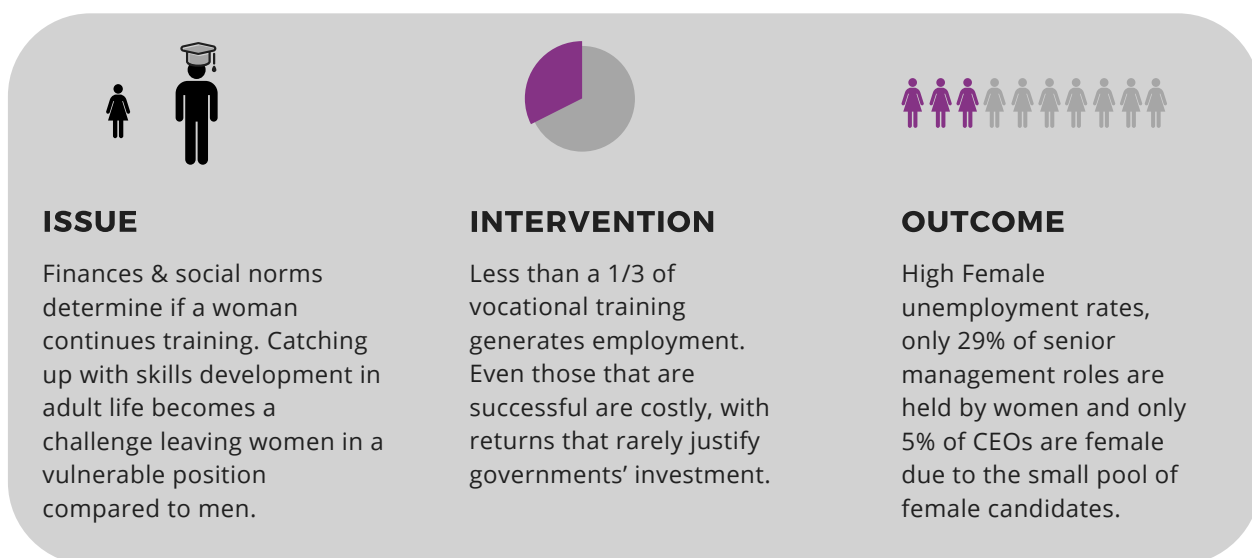 ISSUE
Finances & social norms
determine if a woman
continues training. Catching
up with skills development in
adult life becomes a
challenge leaving women in a
vulnerable position
compared to men.
INTERVENTION
Less than a 1/3 of
vocational training
generates employment.
Even those that are
successful are costly, with
returns that rarely justify
governments’ investment.
OUTCOME
High Female
unemployment rates,
only 29% of senior
management roles are
held by women and only
5% of CEOs are female
due to the small pool of
female candidates.